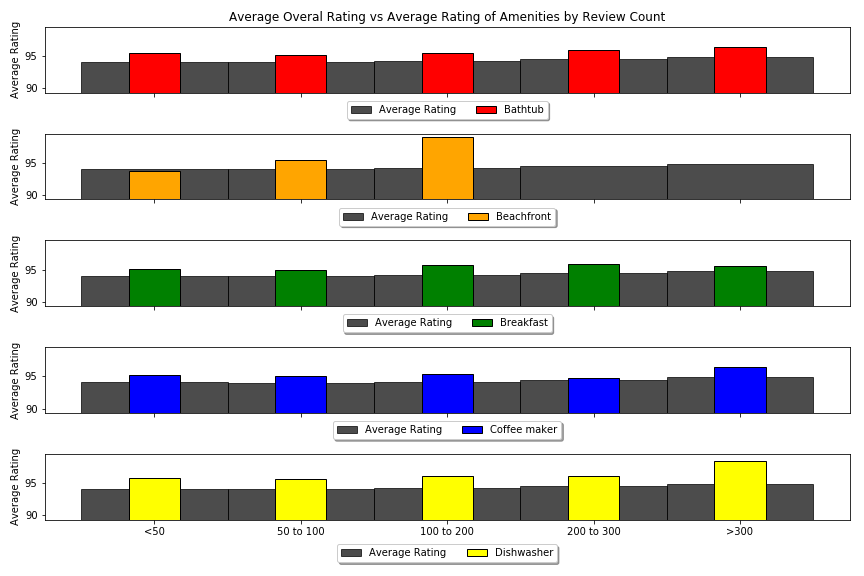 Average Overal Rating vs Average Rating of Amenities by Review Count
Average Rating
95
90
Average Rating Bathtub
Average Rating
95
90
Average Rating Beachfront
Average Rating
95
90
Average Rating Breakfast
Average Rating
95
90
Average Rating Coffee maker
Average Rating
95
90
<50 50 to 100 100 to 200 200 to 300 >300
Average Rating Dishwasher